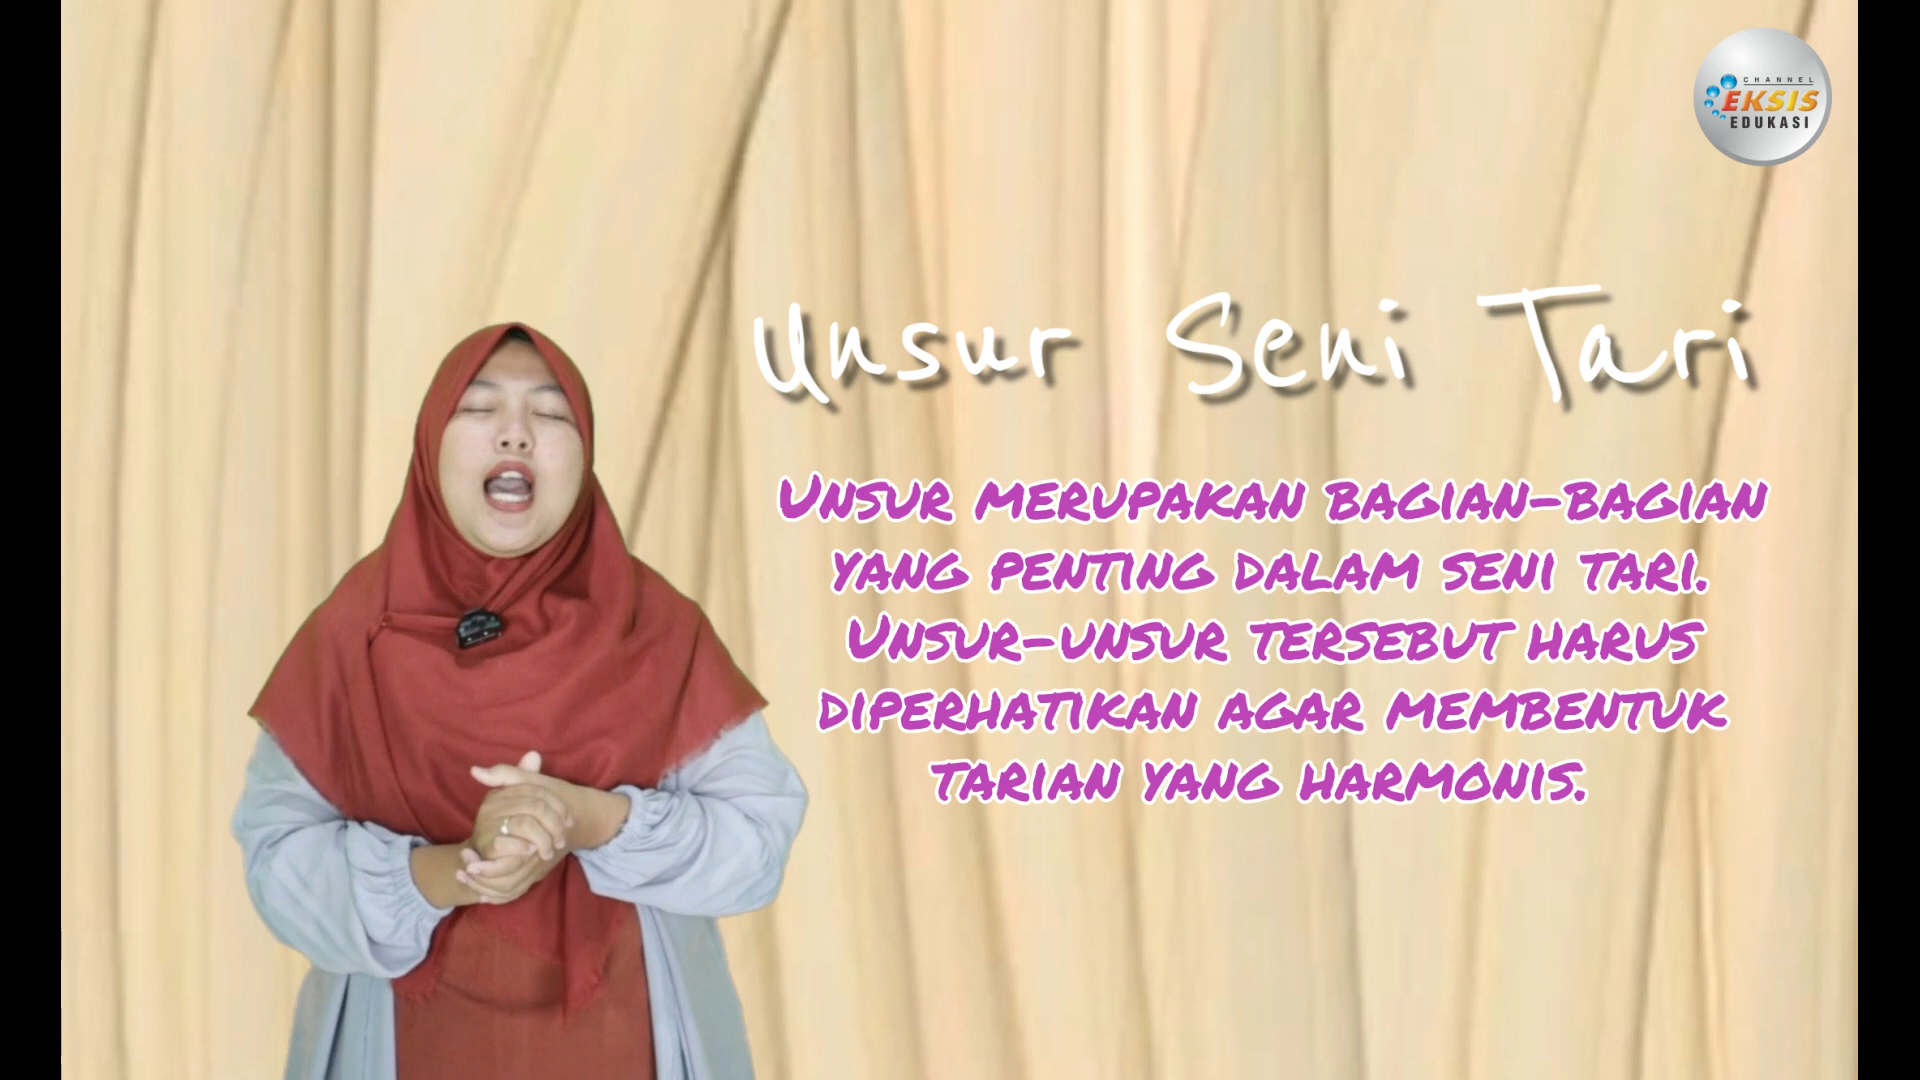 CHANNEL
EKSIS
EDUKASI
Unsur Seni Tari
UNSUR MERUPAKAN BAGIAN-BAGIAN
YANG PENTING DALAM SENI TARI.
UNSUR-UNSUR TERSEBUT HARUS
DIPERHATIKAN AGAR MEMBENTUK
TARIAN YANG HARMONIS.